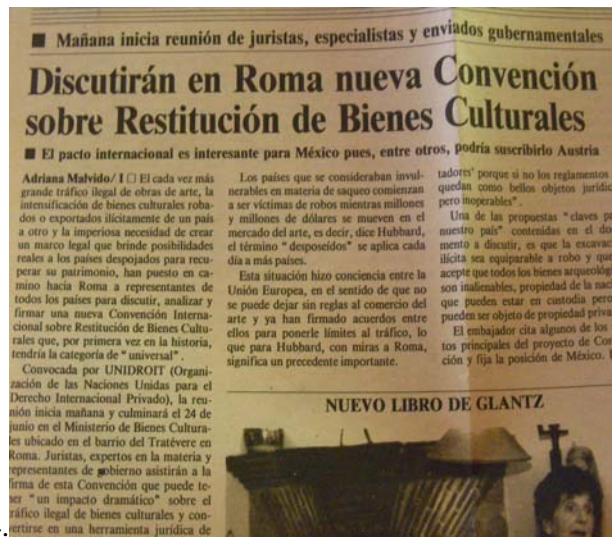 ■ Mañana inicia reunión de juristas, especialistas y enviados gubernamentales
Discutirán en Roma nueva Convención
sobre Restitución de Bienes Culturales
■ El pacto internacional es interesante para México pues, entre otros, podría suscribirlo Austria
Adriana Malvido/ I □ El cada vez más
grande tráfico ilegal de obras de arte, la
intensificación de bienes culturales roba-
dos o exportados ilícitamente de un país
a otro y la imperiosa necesidad de crear
un marco legal que brinde posibilidades
reales a los países despojados para recu-
perar su patrimonio, han puesto en ca-
mino hacia Roma a representantes de
todos los países para discutir, analizar y
firmar una nueva Convención Interna-
cional sobre Restitución de Bienes Cultu-
rales que, por primera vez en la historia,
tendría la categoría de "universal".
Convocada por UNIDROIT (Organi-
zación de las Naciones Unidas para el
Derecho Internacional Privado), la reu-
nión inicia mañana y culminará el 24 de
junio en el Ministerio de Bienes Cultura-
les ubicado en el barrio del Tratévere en
Roma. Juristas, expertos en la materia y
representantes de gobierno asistirán a la
firma de esta Convención que puede te-
ner "un impacto dramático" sobre el
tráfico ilegal de bienes culturales y con-
vertirse en una herramienta jurídica de
Los países que se consideraban invul-
nerables en materia de saqueo comienzan
a ser víctimas de robos mientras millones
y millones de dólares se mueven en el
mercado del arte, es decir, dice Hubbard,
el término "desposeídos" se aplica cada
día a más países.
Esta situación hizo conciencia entre la
Unión Europea, en el sentido de que no
se puede dejar sin reglas al comercio del
arte y ya han firmado acuerdos entre
ellos para ponerle límites al tráfico, lo
que para Hubbard, con miras a Roma,
significa un precedente importante.
tadores' porque si no los reglamentos
quedan como bellos objetos jurídic
pero inoperables".
Una de las propuestas "claves p
nuestro país" contenidas en el do
mento a discutir, es que la excava
ilícita sea equiparable a robo y que
acepte que todos los bienes arqueoló
son inalienables, propiedad de la nac
que pueden estar en custodia pero
pueden ser objeto de propiedad priva
El embajador cita algunos de los
tos principales del proyecto de Con
ción y fija la posición de México.
NUEVO LIBRO DE GLANTZ